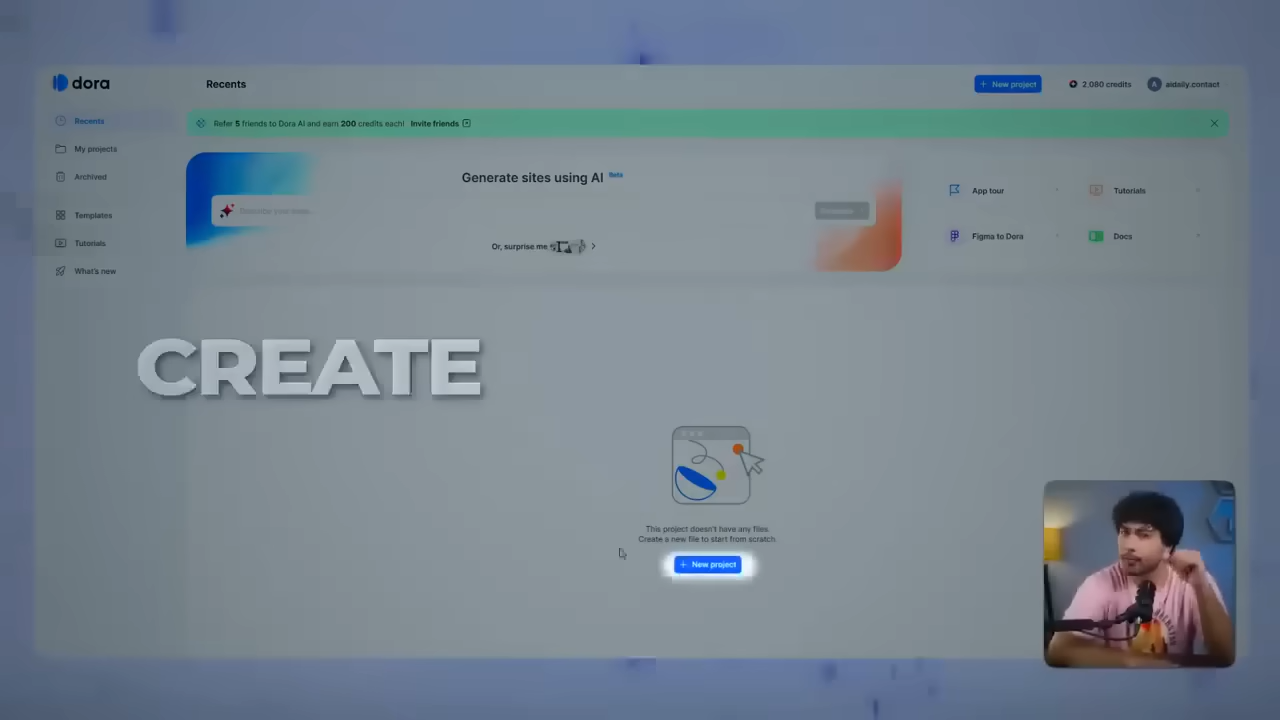 dora
Recents
+ New project
2,080 credits
A
aidaily.contact
Recents
My projects
Archived
Templates
Tutorials
What's new
Refer 5 friends to Dora AI and earn 200 credits each! Invite friends
Generate sites using AI Beta
Describe your
Or, surprise me
App tour
Tutorials
Figma to Dora
Docs
CREATE
This project doesn't have any files.
Create a new file to start from scratch
+ New project